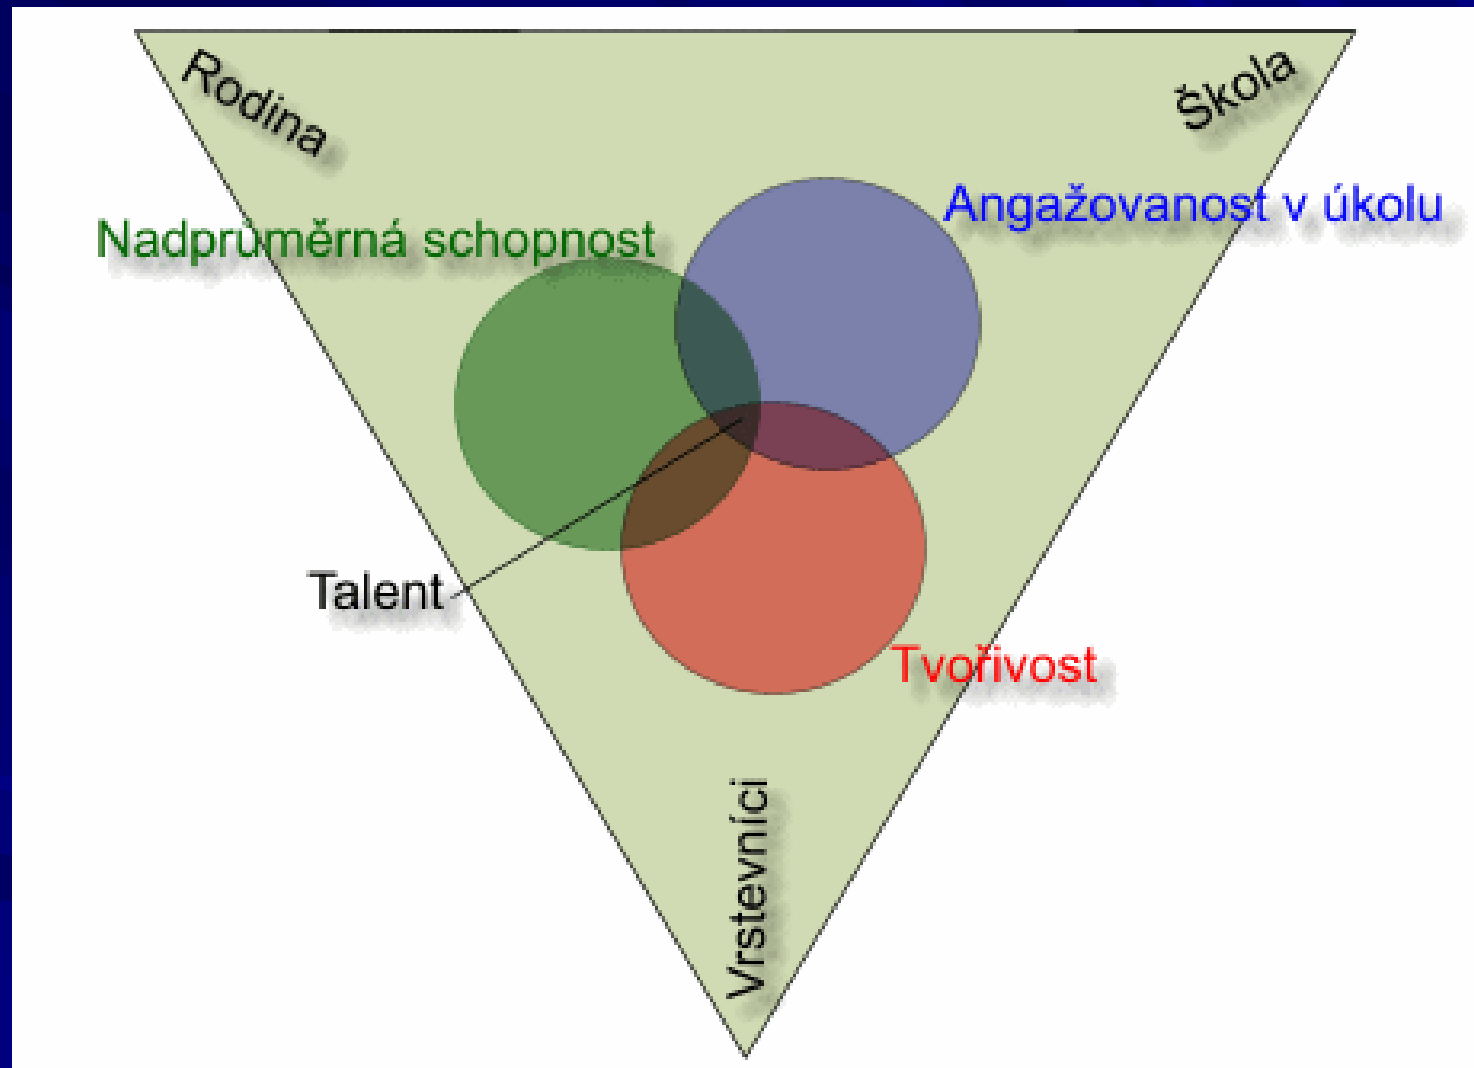 Rodina
Škola
Angažovanost v úkolu
Nadprůměrná schopnost
Talent
Tvořivost
Vrstevníci